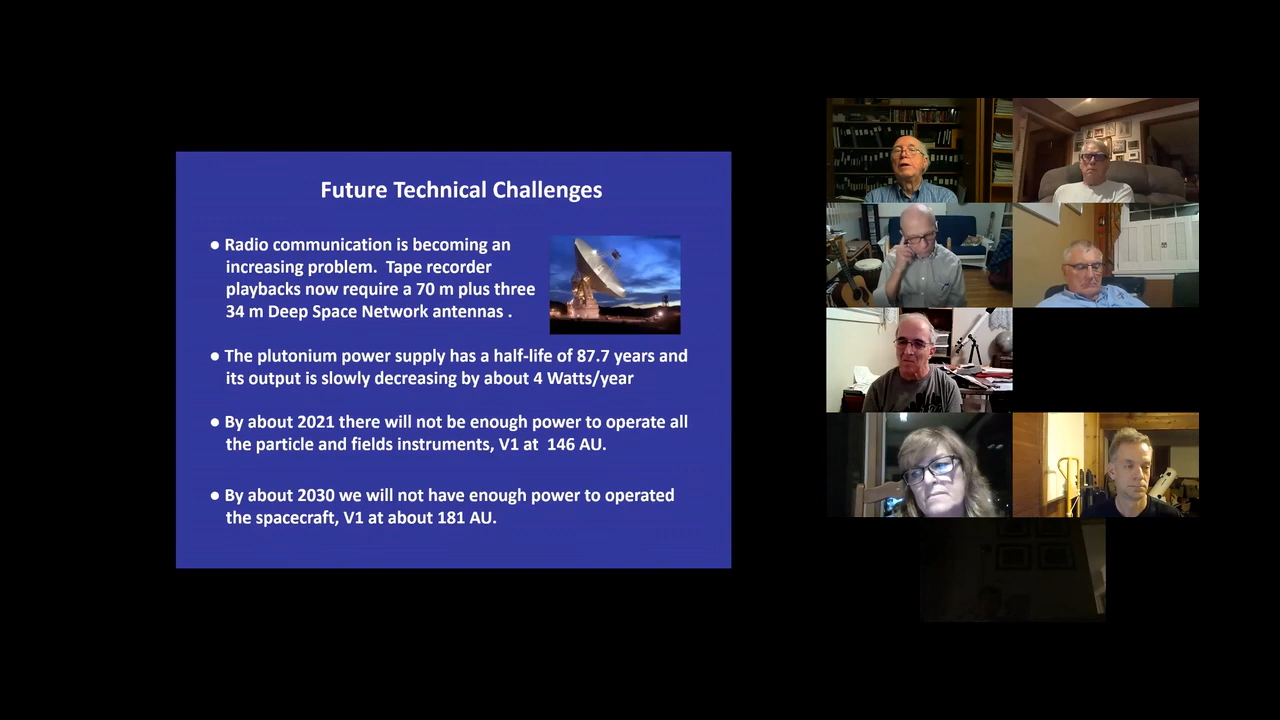 Future Technical Challenges
● Radio communication is becoming an
increasing problem.  Tape recorder
playbacks now require a 70 m plus three
34 m Deep Space Network antennas .
● The plutonium power supply has a half-life of 87.7 years and
its output is slowly decreasing by about 4 Watts/year
● By about 2021 there will not be enough power to operate all
the particle and fields instruments, V1 at  146 AU.
● By about 2030 we will not have enough power to operated
the spacecraft, V1 at about 181 AU.